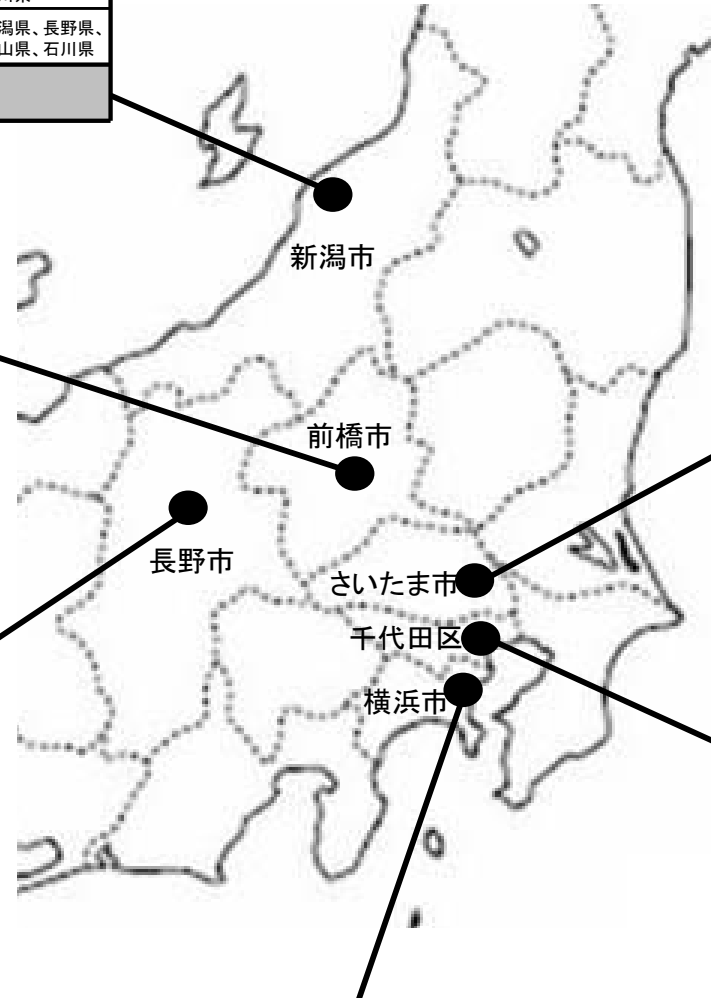 潟県、長野県、
山県、石川県
新潟市
前橋市
長野市
さいたま市
千代田区
横浜市